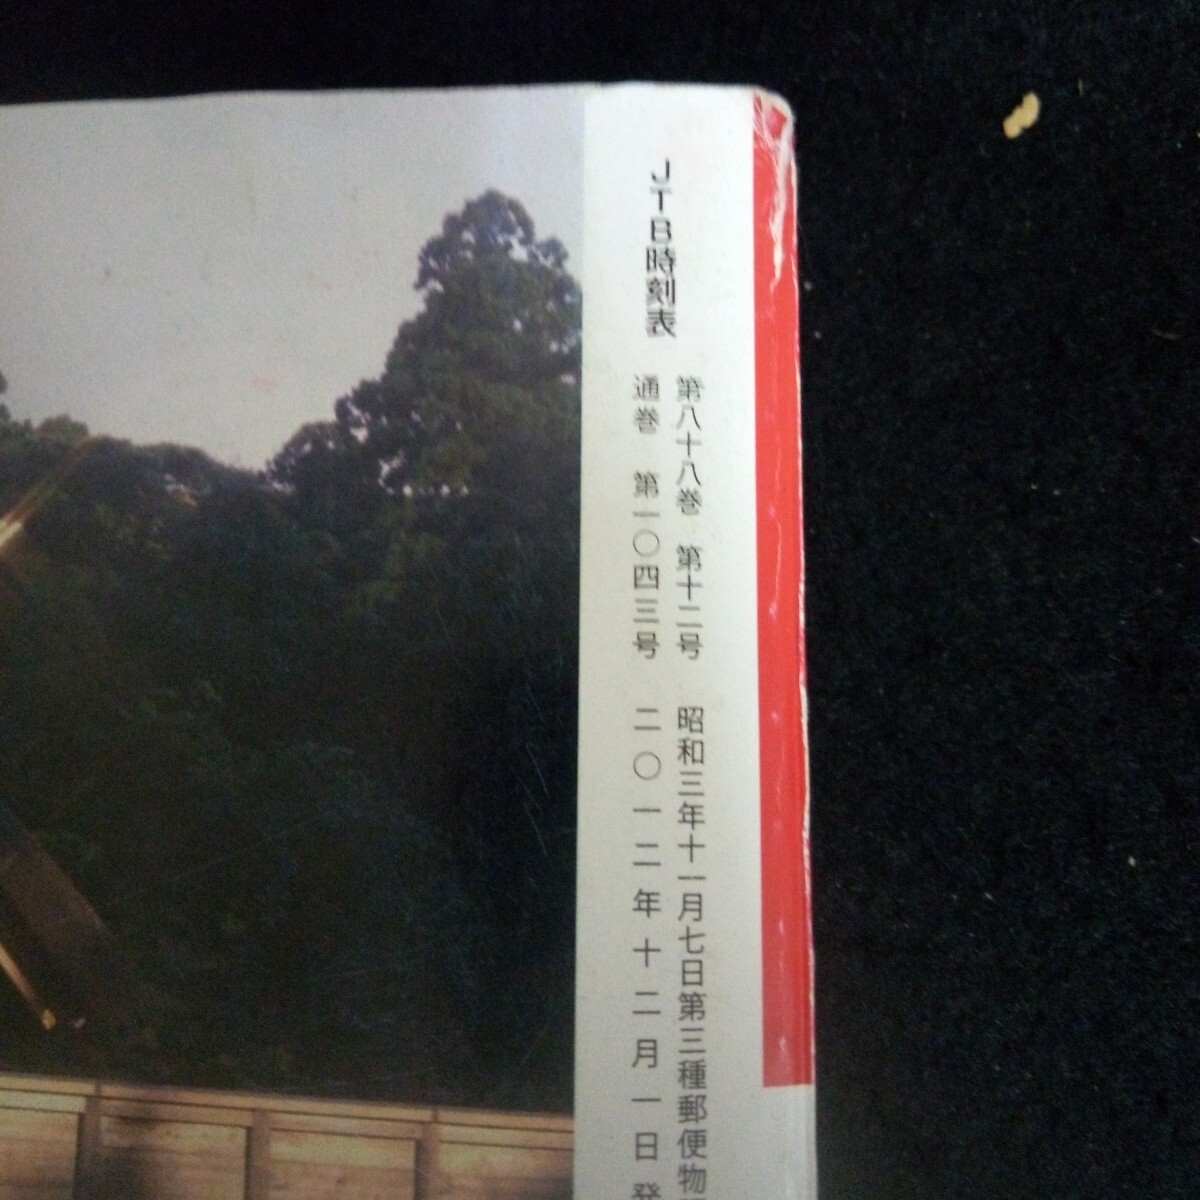 JTB時刻表
第八十八巻 第十二号 昭和三年十一月七日第三種郵便物
通巻 第一〇四三号 二〇一二年十二月一日発